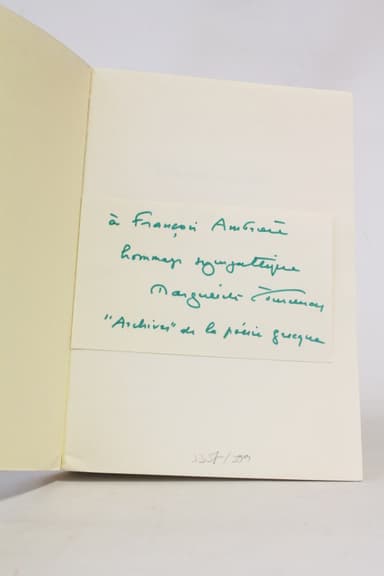 à François Ambrière
hommage sympathique
Marguerite Yourcenar
"Archives" de la poésie grecque